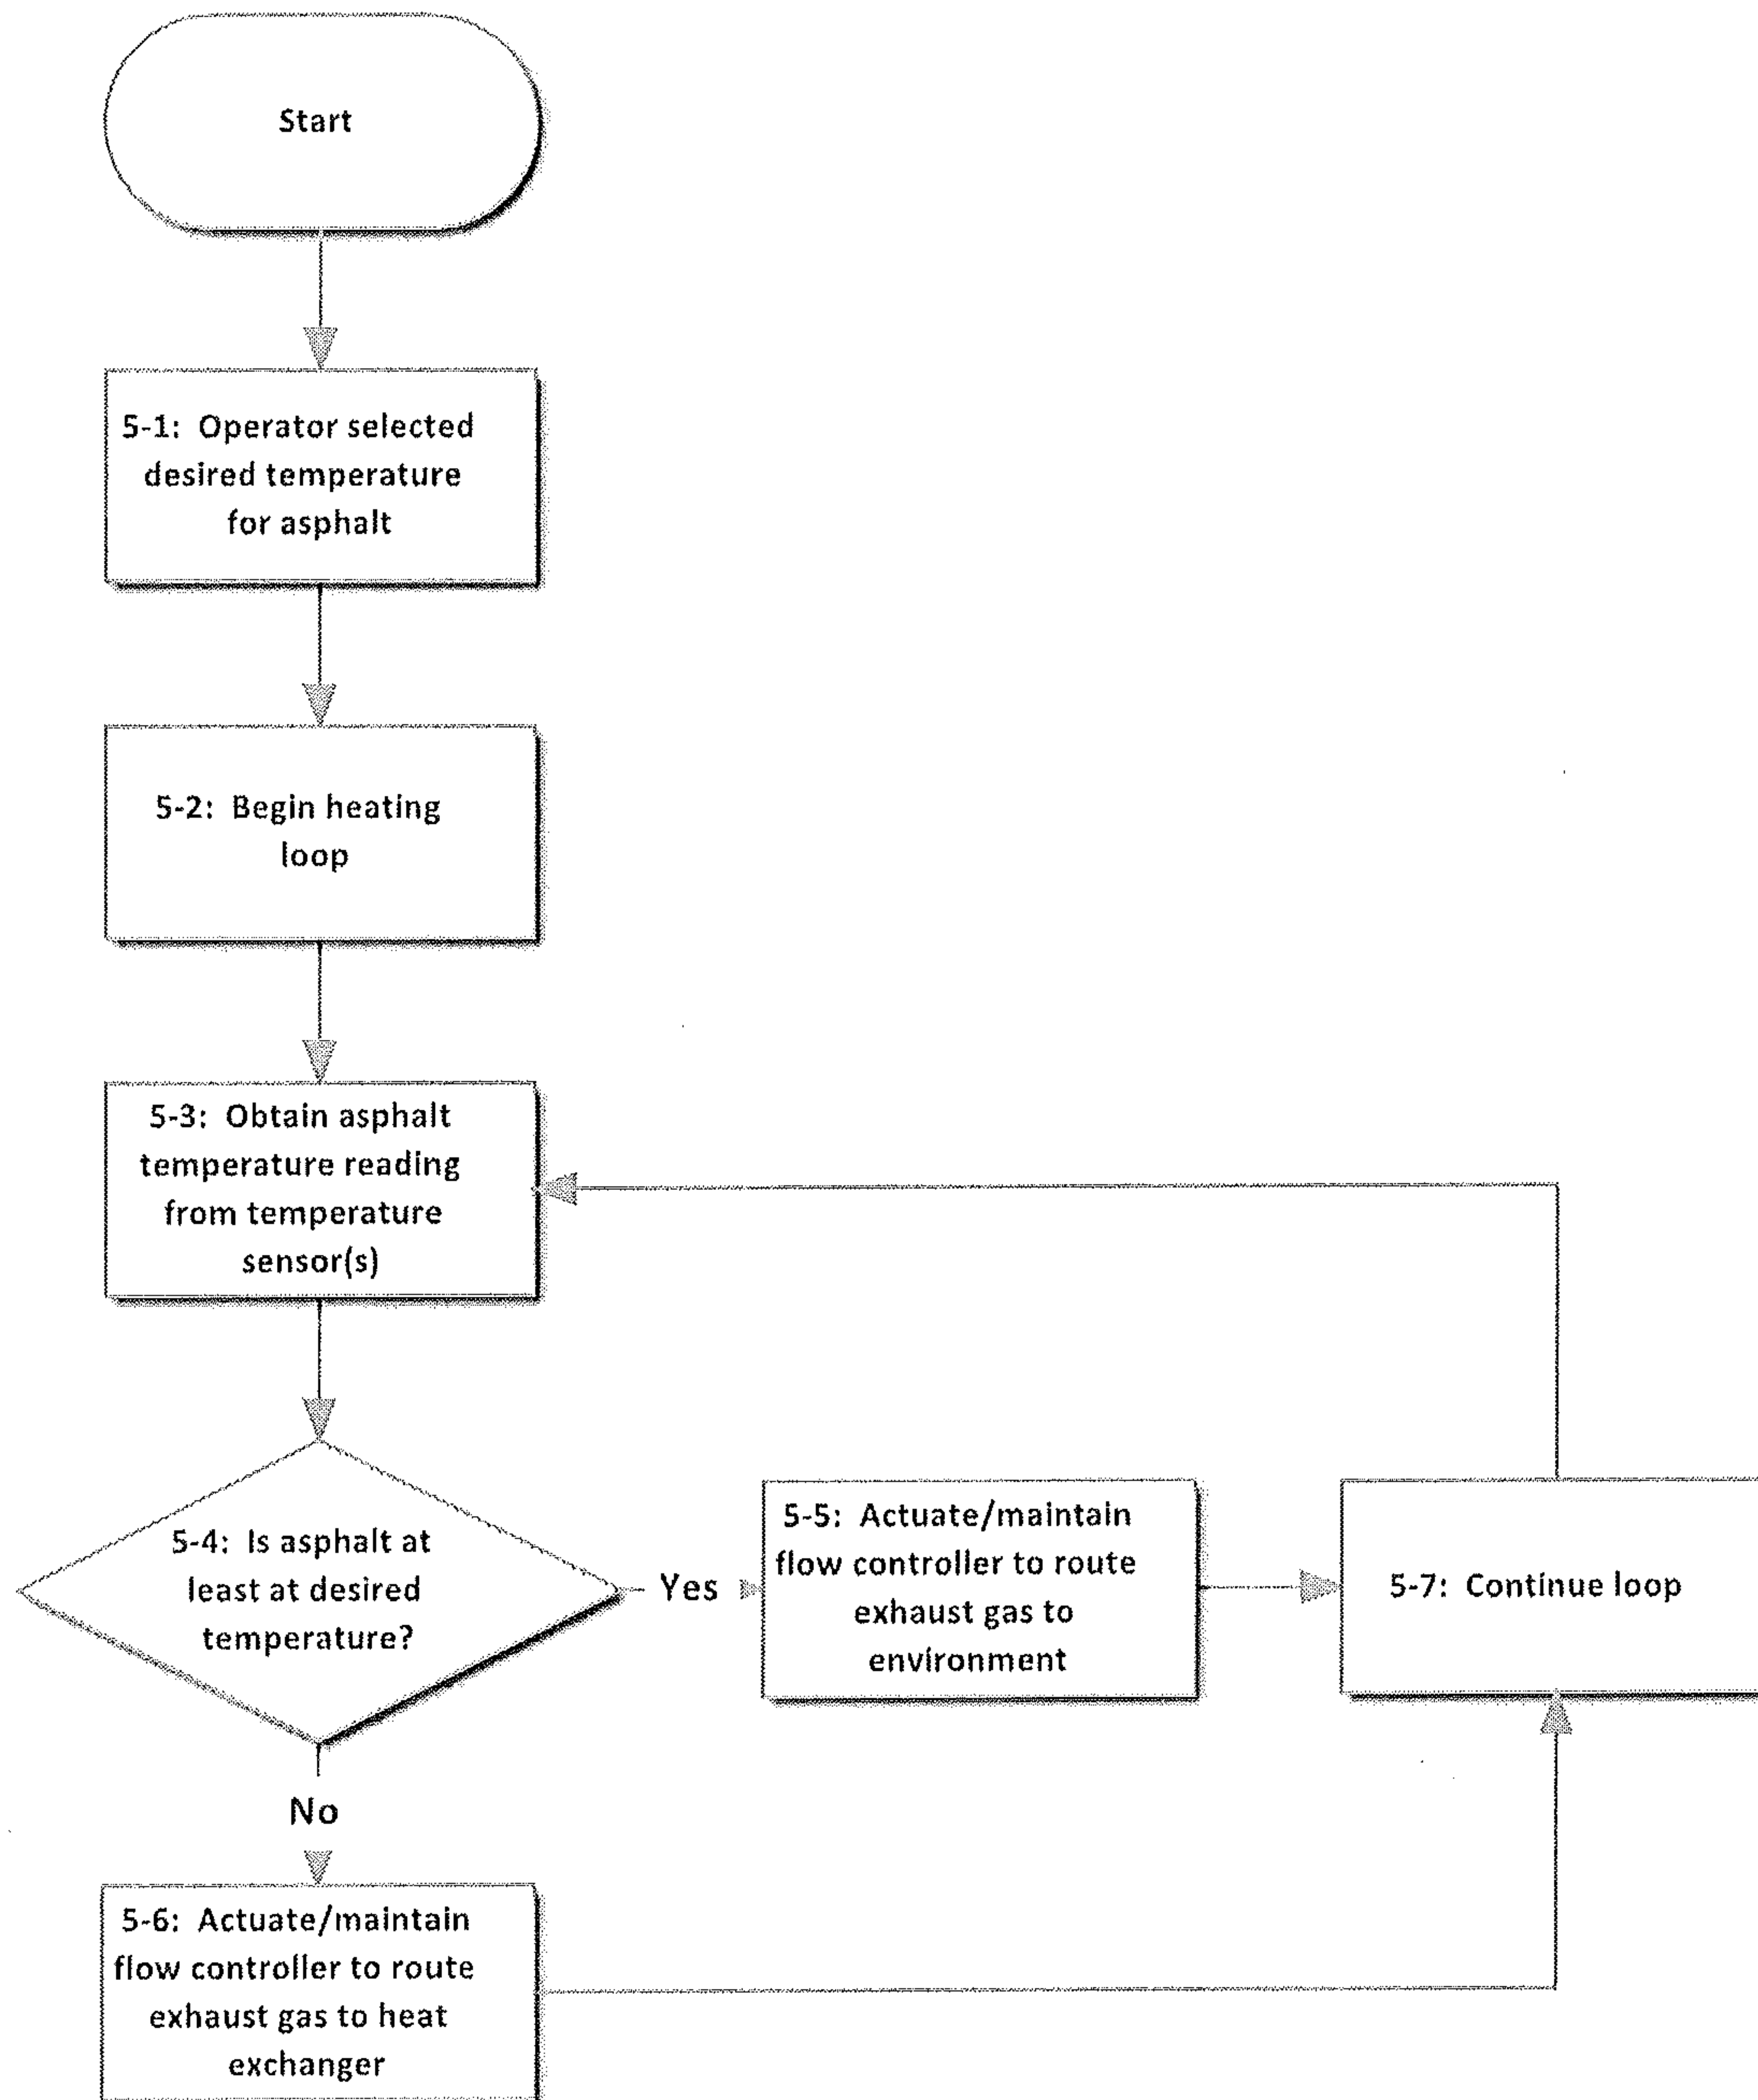 Start
5-1: Operator selected
desired temperature
for asphalt
5-2: Begin heating
loop
5-3: Obtain asphalt
temperature reading
from temperature
sensor(s)
5-4: Is asphalt at
least at desired
temperature?
Yes
5-5: Actuate/maintain
flow controller to route
exhaust gas to
environment
5-7: Continue loop
No
5-6: Actuate/maintain
flow controller to route
exhaust gas to heat
exchanger